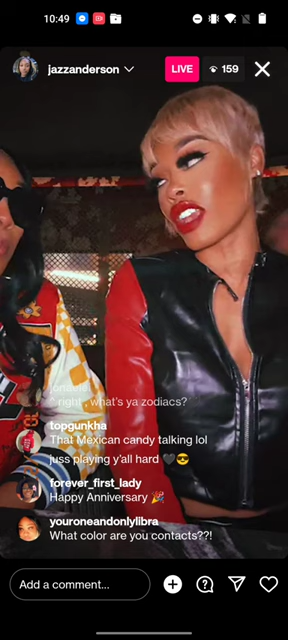 10:49
jazzanderson
LIVE
159
right , what's ya zodiacs?
topgunkha
That Mexican candy talking lol
juss playing y'all hard 🖤😎
forever_first_lady
Happy Anniversary 🎉
youroneandonlylibra
What color are you contacts??!
Add a comment...